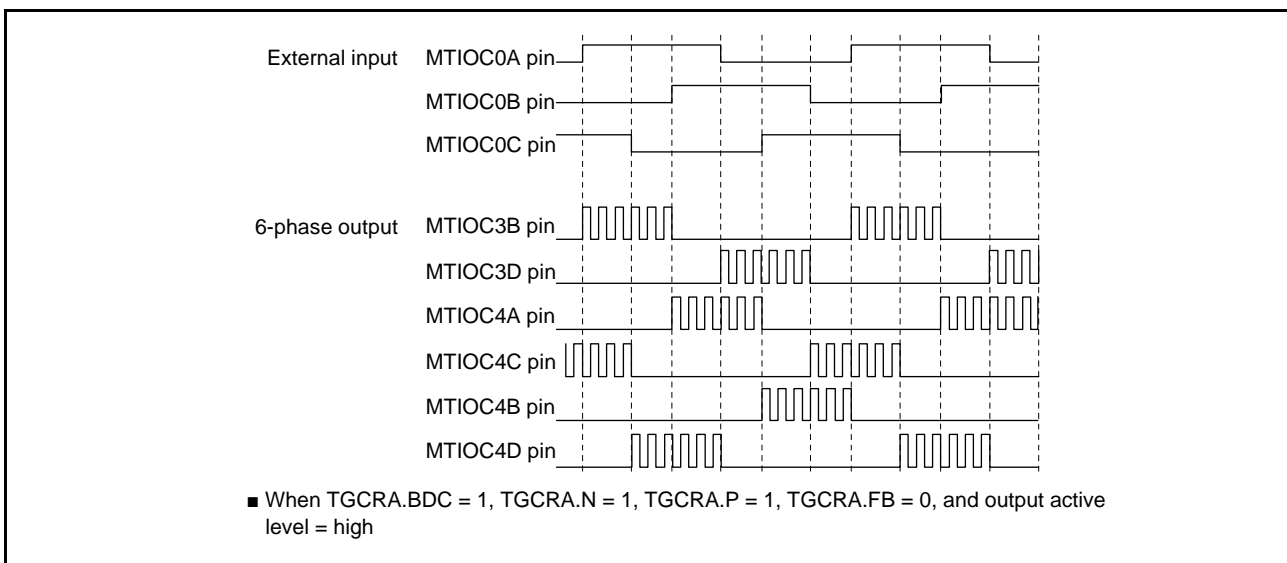 External input MTIOC0A pin
MTIOC0B pin
MTIOC0C pin
6-phase output MTIOC3B pin
MTIOC3D pin
MTIOC4A pin
MTIOC4C pin
MTIOC4B pin
MTIOC4D pin
■ When TGCRA.BDC = 1, TGCRA.N = 1, TGCRA.P = 1, TGCRA.FB = 0, and output active
level = high